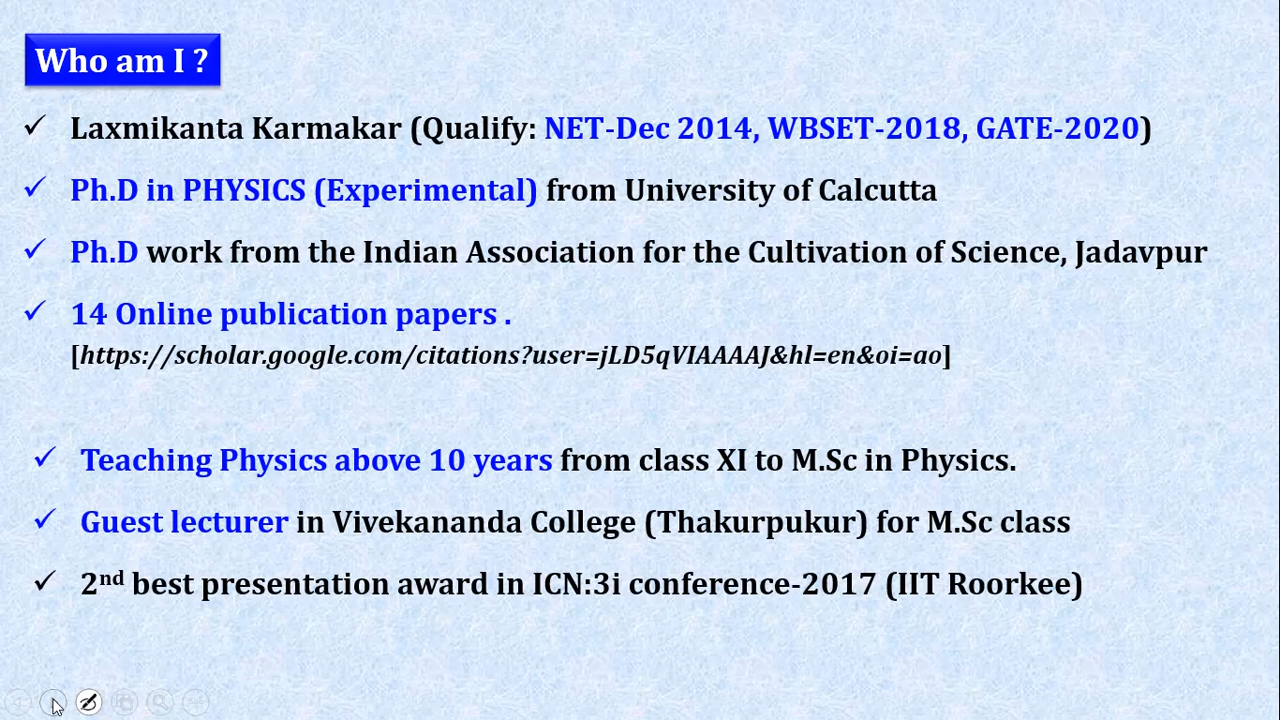 Who am I ?
✓ Laxmikanta Karmakar (Qualify: NET-Dec 2014, WBSET-2018, GATE-2020)
✓ Ph.D in PHYSICS (Experimental) from University of Calcutta
✓ Ph.D work from the Indian Association for the Cultivation of Science, Jadavpur
✓ 14 Online publication papers .
[https://scholar.google.com/citations?user=jLD5qVIAAAAJ&hl=en&oi=ao]
✓ Teaching Physics above 10 years from class XI to M.Sc in Physics.
✓ Guest lecturer in Vivekananda College (Thakurpukur) for M.Sc class
✓ 2nd best presentation award in ICN:3i conference-2017 (IIT Roorkee)